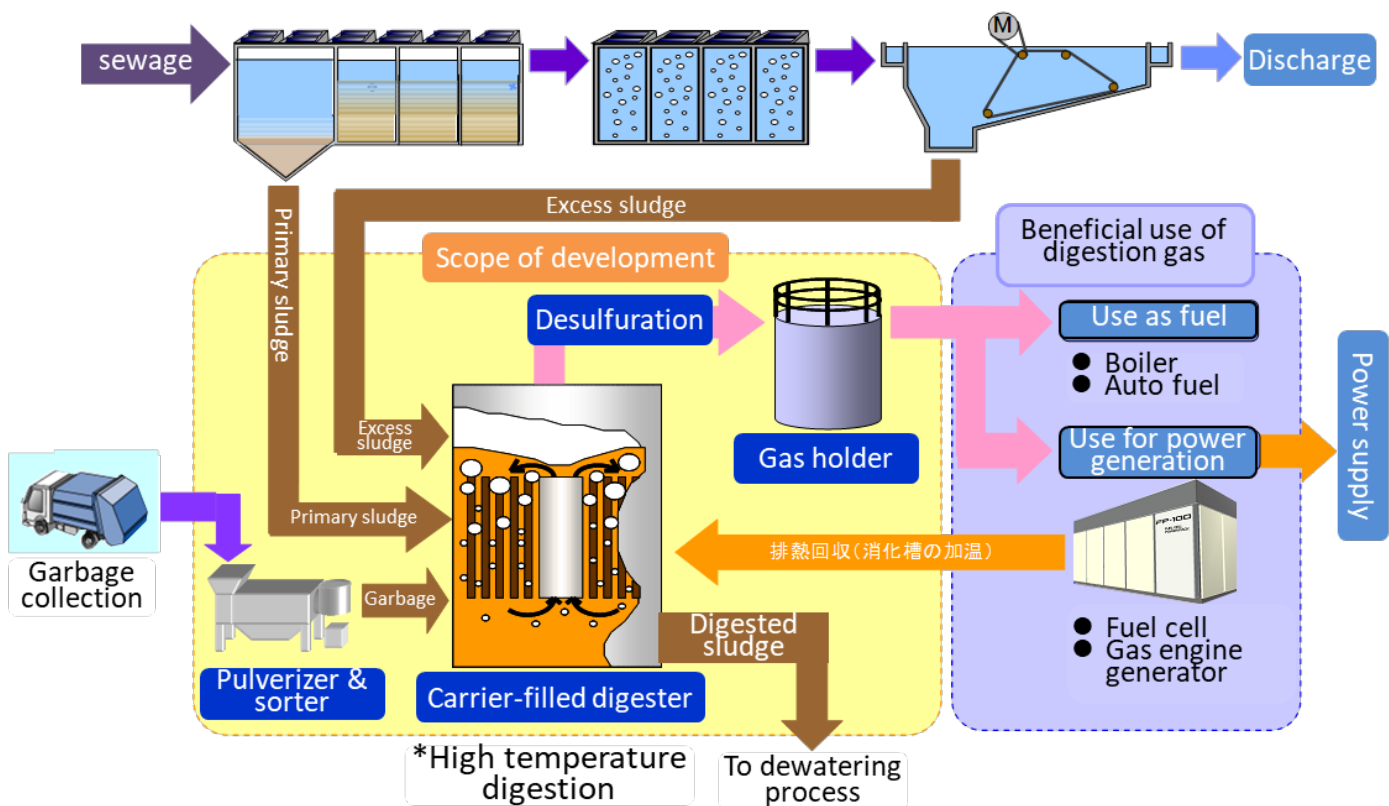 sewage
M
Discharge
Primary sludge
Excess sludge
Scope of development
Beneficial use of
digestion gas
Desulfuration
Use as fuel
● Boiler
● Auto fuel
Power supply
Excess
sludge
Gas holder
Use for power
generation
Primary sludge
排熱回収(消化槽の加温)
FP-100
Garbage
collection
Garbage
Digested
sludge
● Fuel cell
● Gas engine
generator
Pulverizer &
sorter
Carrier-filled digester
*High temperature
digestion
To dewatering
process